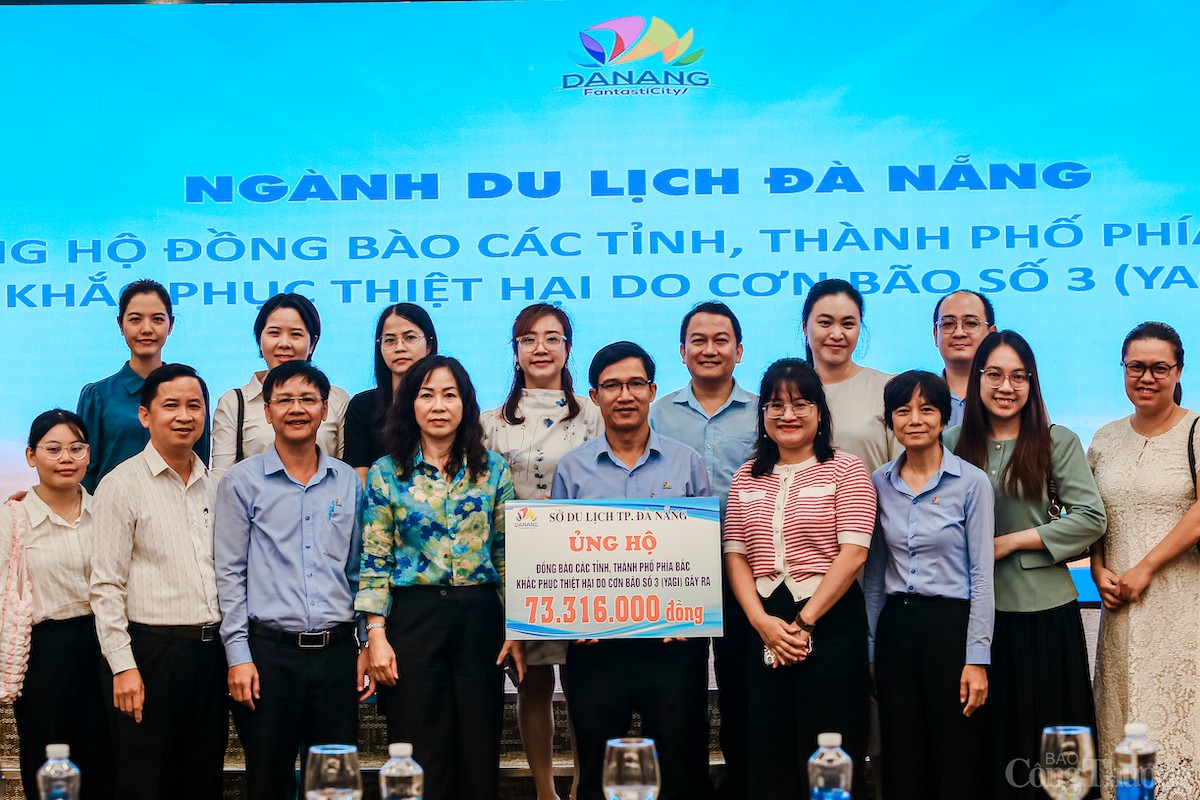 DANANG
FantastiCity!
NGÀNH DU LỊCH ĐÀ NẴNG
NG HỘ ĐỒNG BÀO CÁC TỈNH, THÀNH PHỐ PHÍA
KHẮC PHỤC THIỆT HẠI DO CƠN BÃO SỐ 3 (YA
DANANG
SỞ DU LỊCH TP. ĐÀ NẴNG
ỦNG HỘ
ĐỒNG BÀO CÁC TỈNH, THÀNH PHỐ PHÍA BẮC
KHẮC PHỤC THIỆT HẠI DO CƠN BÃO SỐ 3 (YAGI) GÂY RA
73.316.000 đồng
BÁO
Công Thương